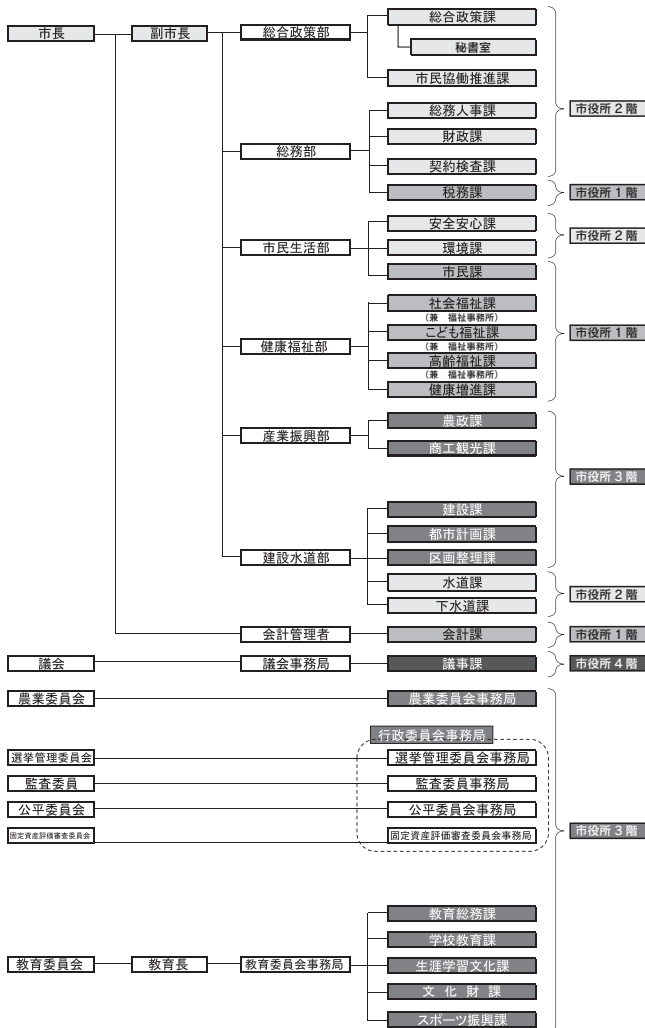 市長
副市長
総合政策部
総合政策課
秘書室
市民協働推進課
総務部
総務人事課
財政課
契約検査課
市役所２階
税務課
市役所１階
市民生活部
安全安心課
環境課
市役所２階
市民課
健康福祉部
社会福祉課
（兼　福祉事務所）
こども福祉課
（兼　福祉事務所）
高齢福祉課
（兼　福祉事務所）
健康増進課
市役所１階
産業振興部
農政課
商工観光課
市役所３階
建設水道部
建設課
都市計画課
区画整理課
水道課
下水道課
市役所２階
会計管理者
会計課
市役所１階
議会
議会事務局
議事課
市役所４階
農業委員会
農業委員会事務局
行政委員会事務局
選挙管理委員会
選挙管理委員会事務局
監査委員
監査委員事務局
公平委員会
公平委員会事務局
固定資産評価審査委員会
固定資産評価審査委員会事務局
市役所３階
教育委員会
教育長
教育委員会事務局
教育総務課
学校教育課
生涯学習文化課
文化財課
スポーツ振興課